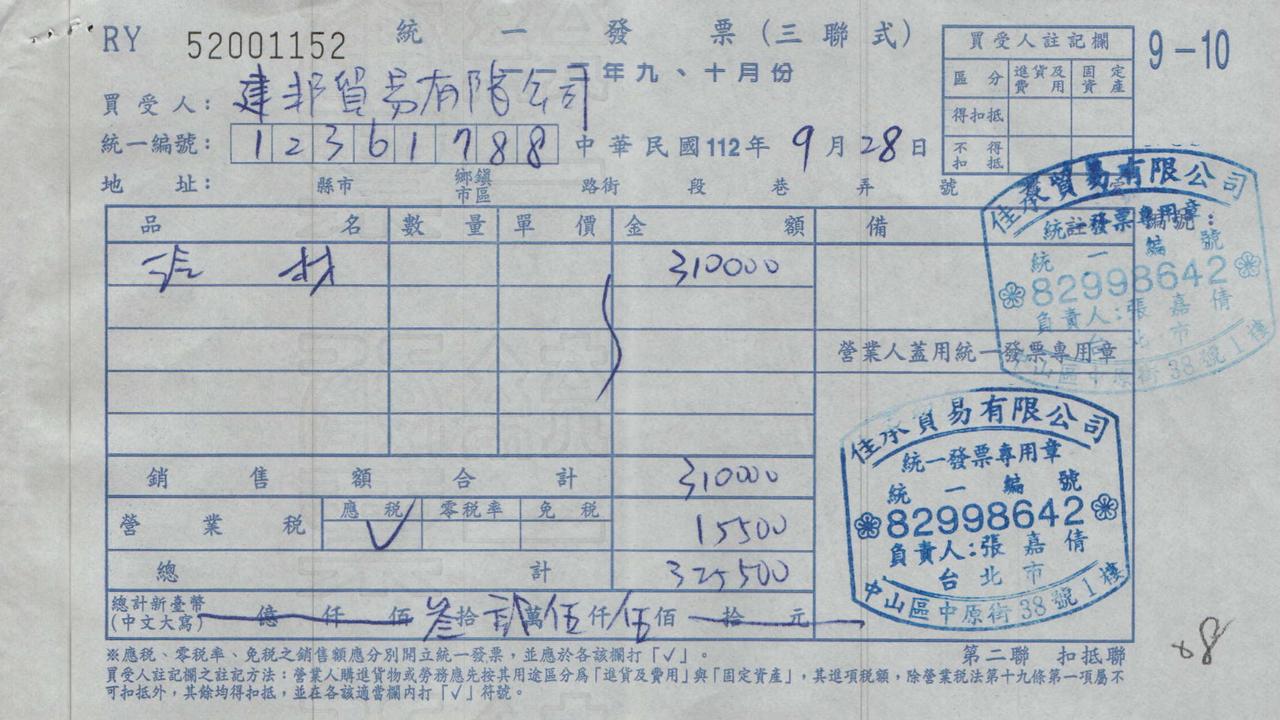 RY 52001152 統一發票(三聯式) 9-10
年九、十月份
買受人註記欄
區分 進貨及費用 固定資產
得扣抵
不得扣抵
買受人: 建邦貿易有限公司
統一編號: 12361788 中華民國112年9月28日
地址: 縣市 鄉鎮市區 路街 段 巷 弄 號
品名 數量 單價 金額 備
310000
佳承貿易有限公司
統一發票專用章
統一編號
82998642
負責人:張嘉倩
台北市
中山區中原街38號1樓
營業人蓋用統一發票專用章
佳承貿易有限公司
統一發票專用章
統一編號
82998642
負責人:張嘉倩
台北市
中山區中原街38號1樓
銷售額合計 310000
營業稅 應稅 √ 零稅率 免稅 15500
總計 325500
總計新臺幣(中文大寫) 億 仟 佰 叁拾 貳萬 伍仟 伍佰 拾 元
※應稅、零稅率、免稅之銷售額應分別開立統一發票,並應於各該欄打「√」。 第二聯 扣抵聯
買受人註記欄之註記方法:營業人購進貨物或勞務應先按其用途區分為「進貨及費用」與「固定資產」,其進項稅額,除營業稅法第十九條第一項屬不
可扣抵外,其餘均得扣抵,並在各該適當欄內打「√」符號。